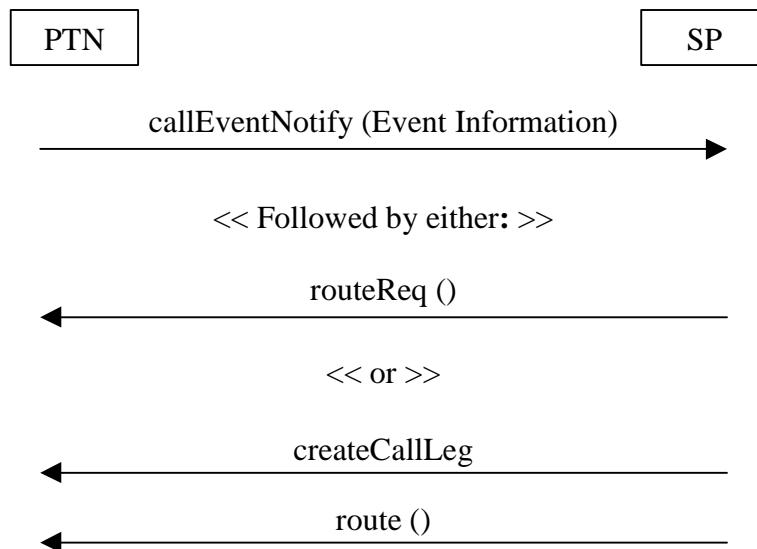 PTN
SP
callEventNotify (Event Information)
<< Followed by either: >>
routeReq ()
<< or >>
createCallLeg
route ()